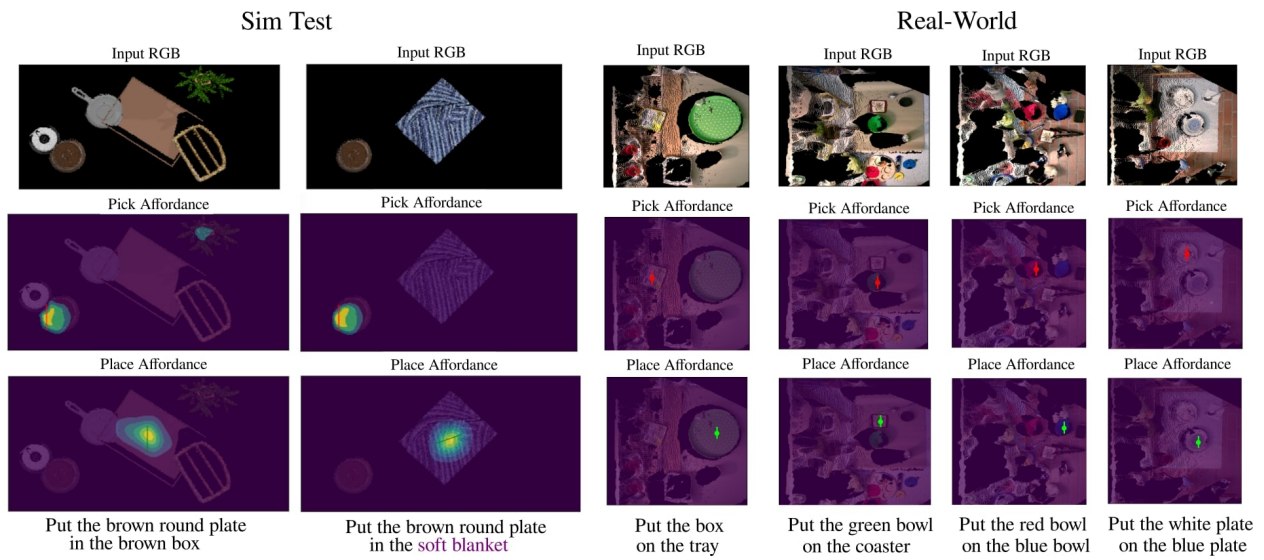 Sim Test
Real-World
Input RGB
Input RGB
Input RGB
Input RGB
Input RGB
Input RGB
Pick Affordance
Pick Affordance
Pick Affordance
Pick Affordance
Pick Affordance
Pick Affordance
Place Affordance
Place Affordance
Place Affordance
Place Affordance
Place Affordance
Place Affordance
Put the brown round plate
in the brown box
Put the brown round plate
in the soft blanket
Put the box
on the tray
Put the green bowl
on the coaster
Put the red bowl
on the blue bowl
Put the white plate
on the blue plate